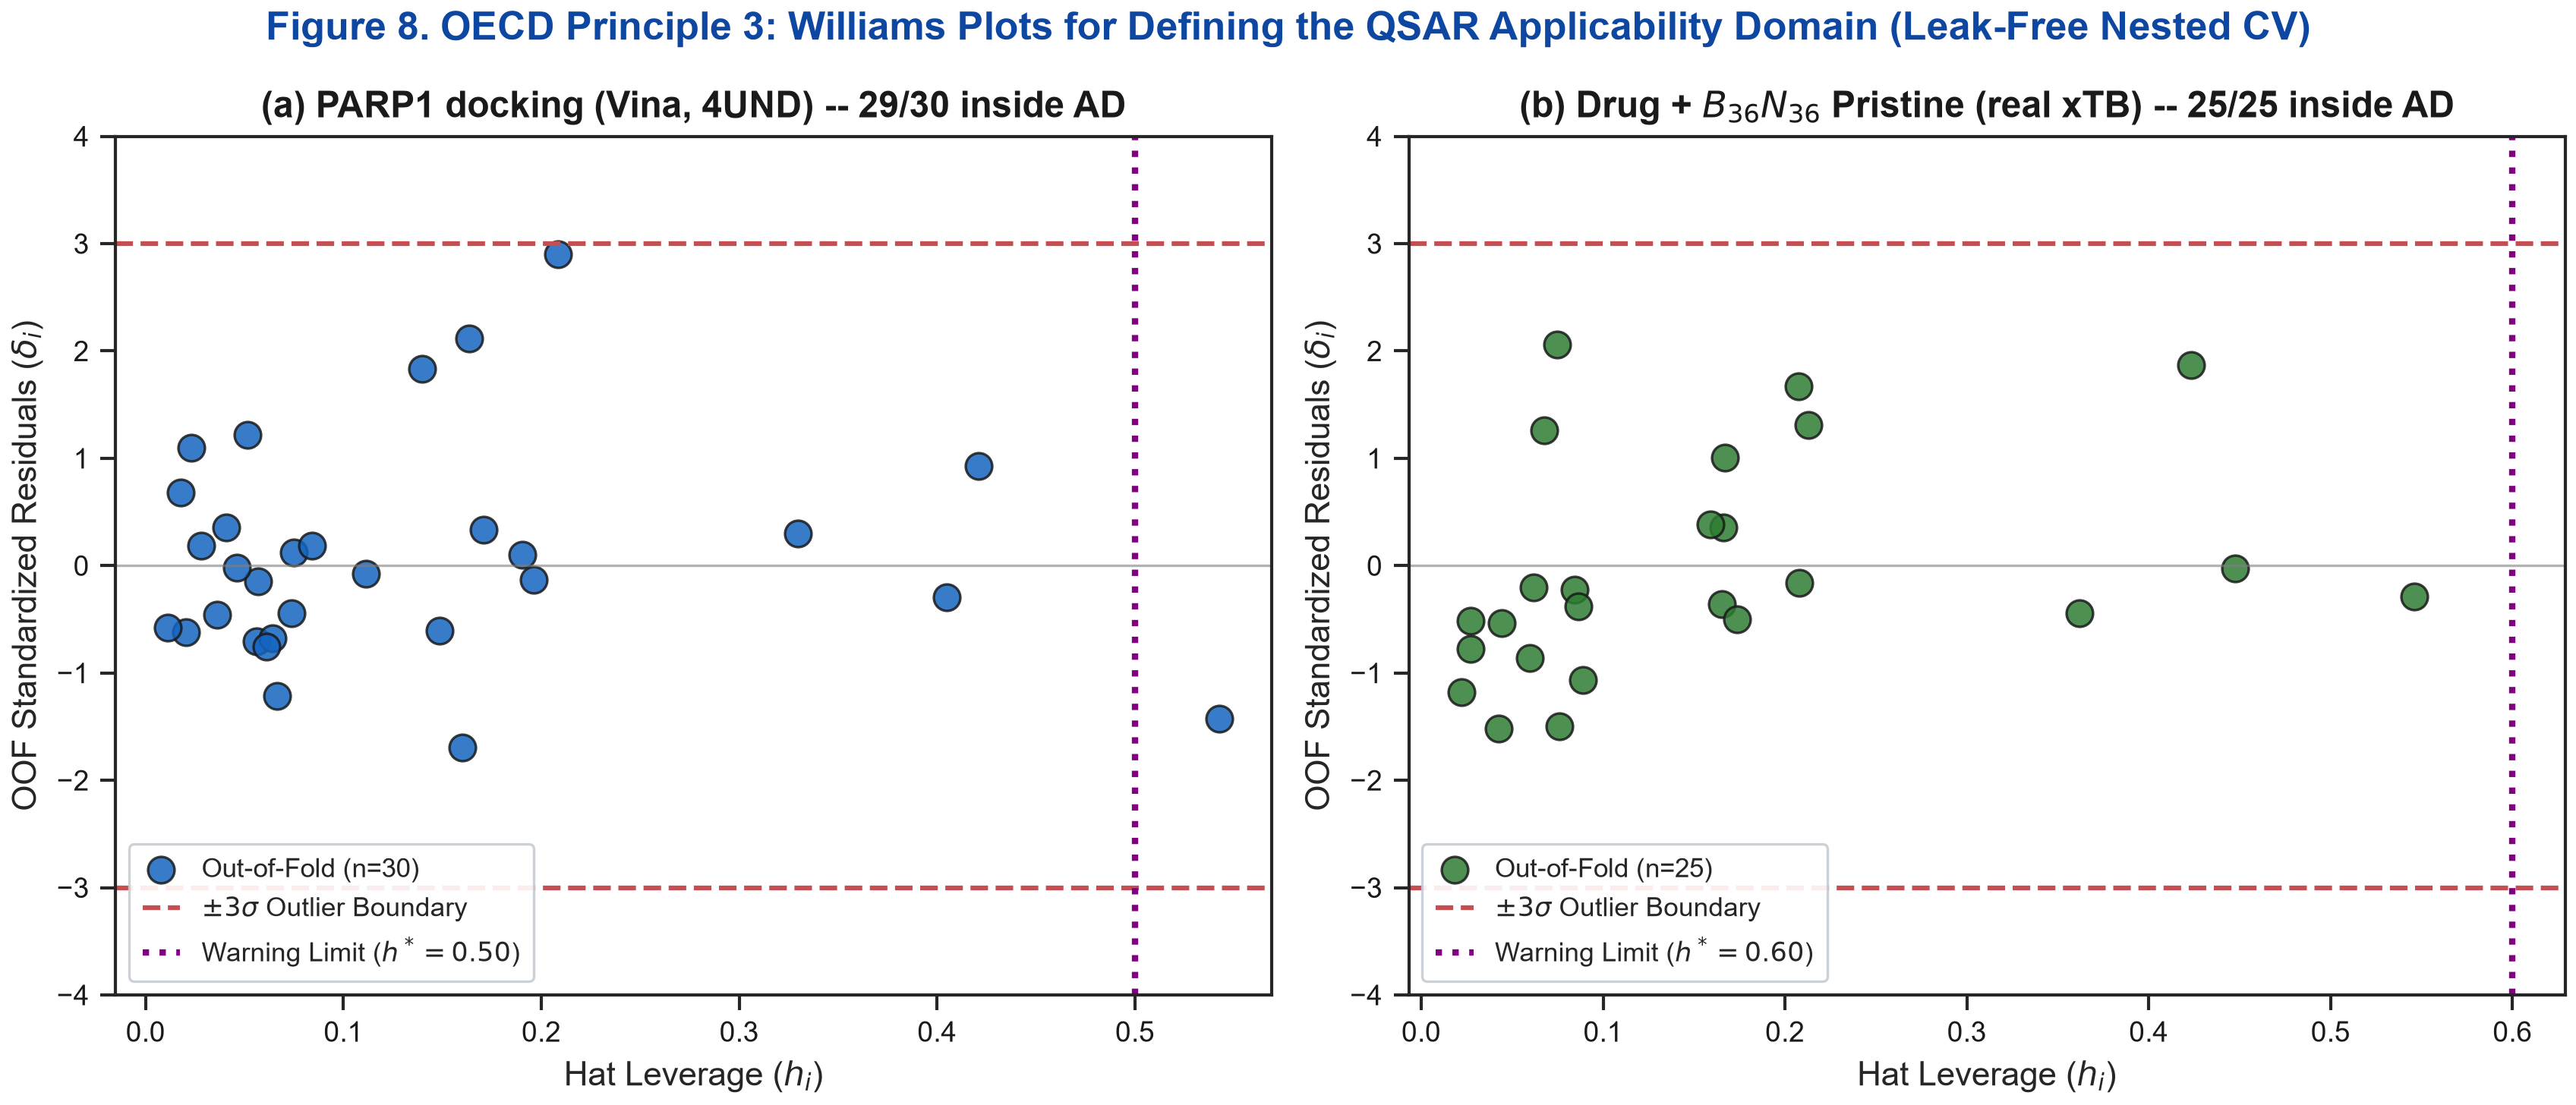 Figure 8. OECD Principle 3: Williams Plots for Defining the QSAR Applicability Domain (Leak-Free Nested CV)
(a) PARP1 docking (Vina, 4UND) -- 29/30 inside AD
4
3
2
1
0
−1
−2
−3
−4
OOF Standardized Residuals (δᵢ)
Out-of-Fold (n=30)
±3σ Outlier Boundary
Warning Limit (h* = 0.50)
0.0 0.1 0.2 0.3 0.4 0.5
Hat Leverage (hᵢ)
(b) Drug + B₃₆N₃₆ Pristine (real xTB) -- 25/25 inside AD
4
3
2
1
0
−1
−2
−3
−4
OOF Standardized Residuals (δᵢ)
Out-of-Fold (n=25)
±3σ Outlier Boundary
Warning Limit (h* = 0.60)
0.0 0.1 0.2 0.3 0.4 0.5 0.6
Hat Leverage (hᵢ)